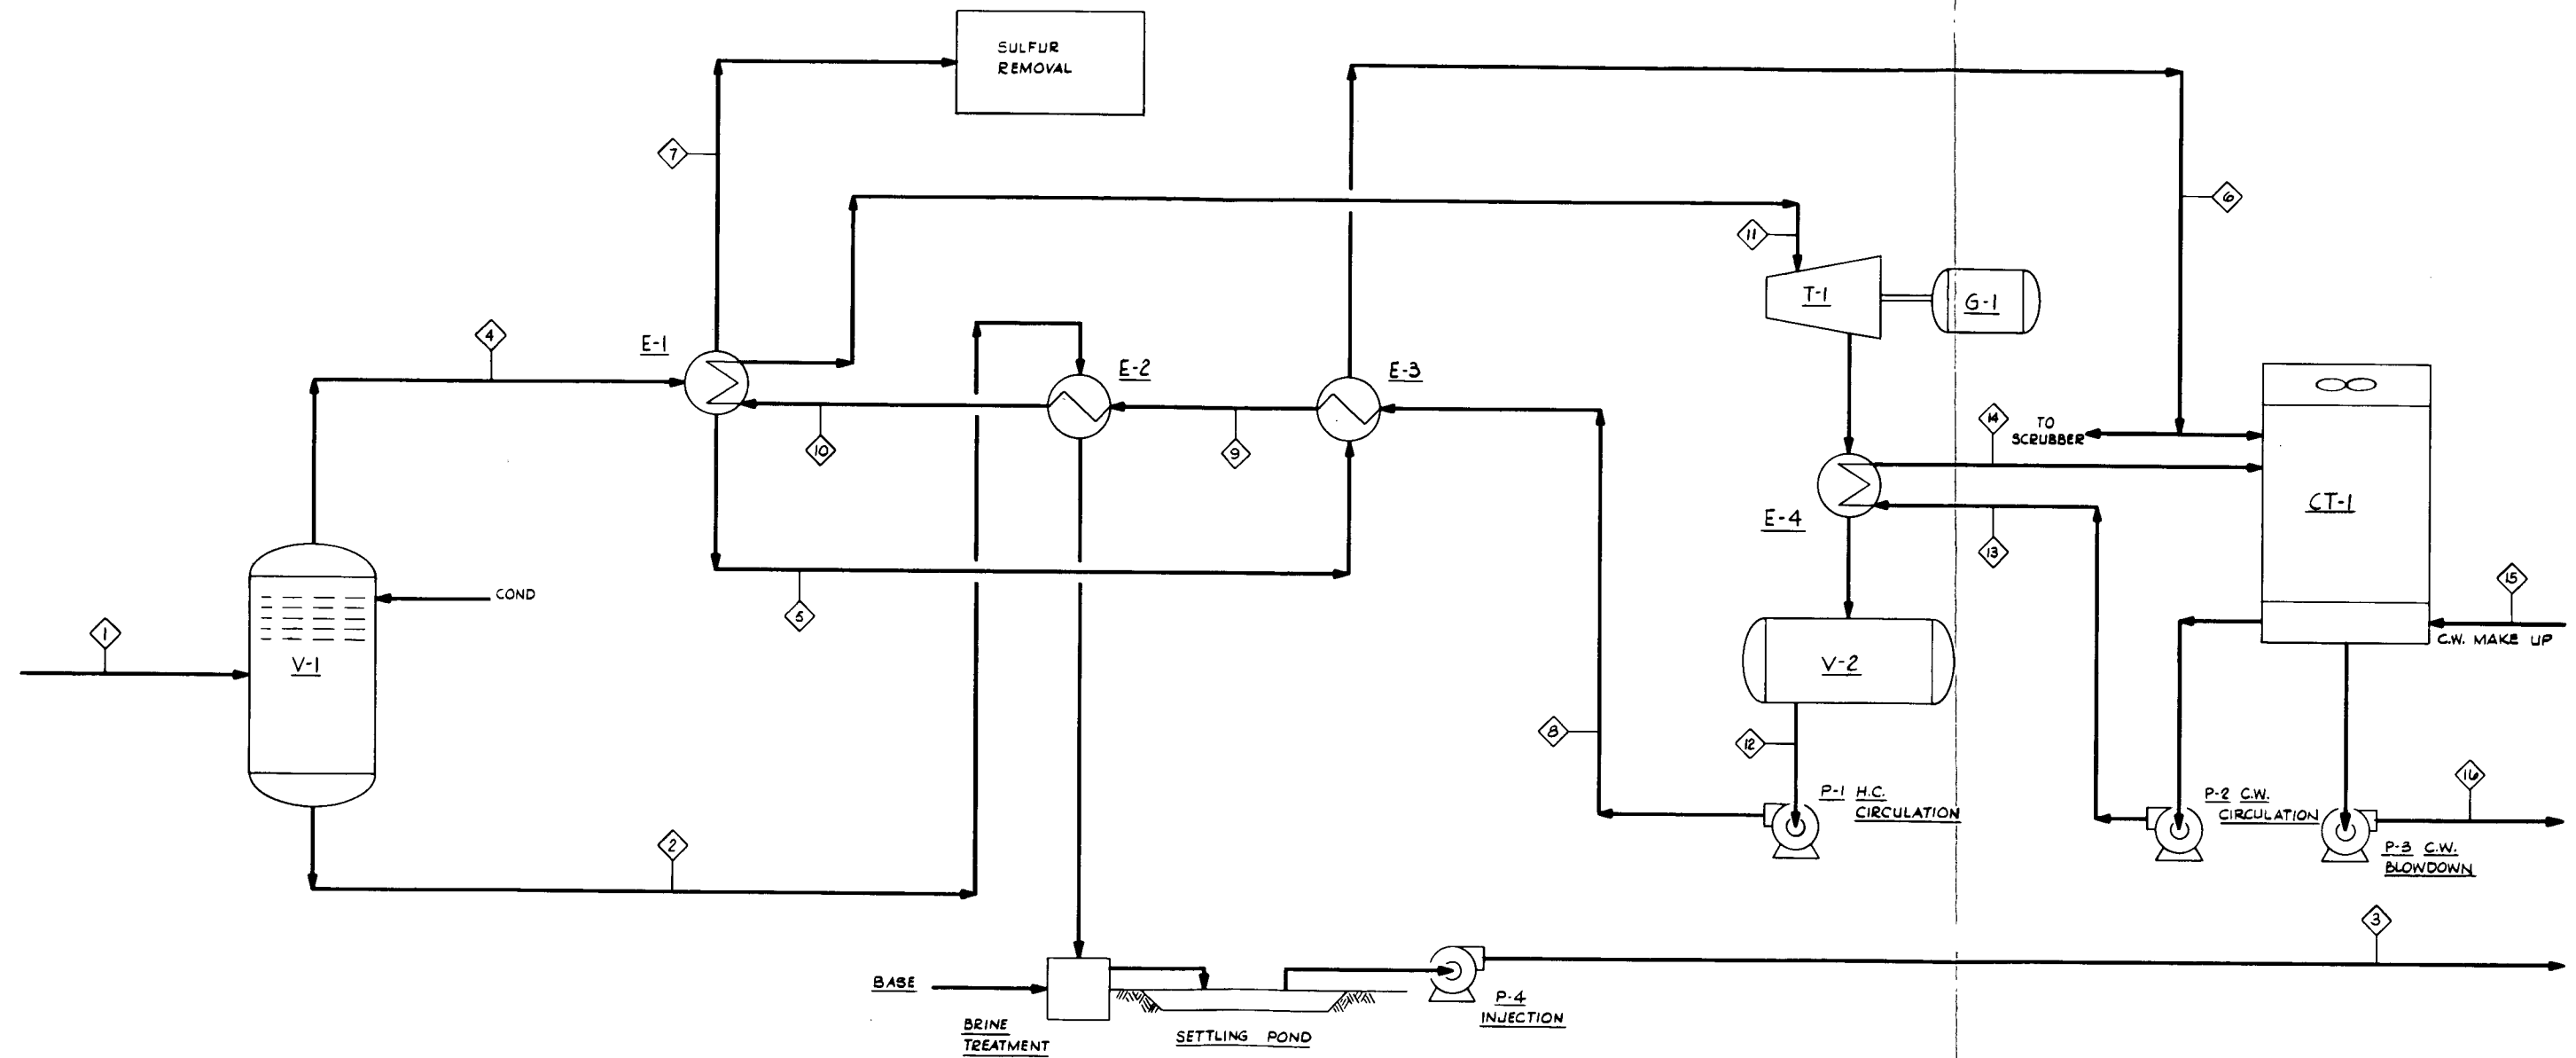 SULFUR
REMOVAL
7
6
11
T-1
G-1
4
E-1
E-2
E-3
10
9
14
TO
SCRUBBER
CT-1
E-4
13
COND
5
15
C.W. MAKE UP
1
V-1
V-2
8
12
P-1 H.C.
CIRCULATION
P-2 C.W.
CIRCULATION
16
P-3 C.W.
BLOWDOWN
2
3
BASE
P-4
INJECTION
BRINE
TREATMENT
SETTLING POND